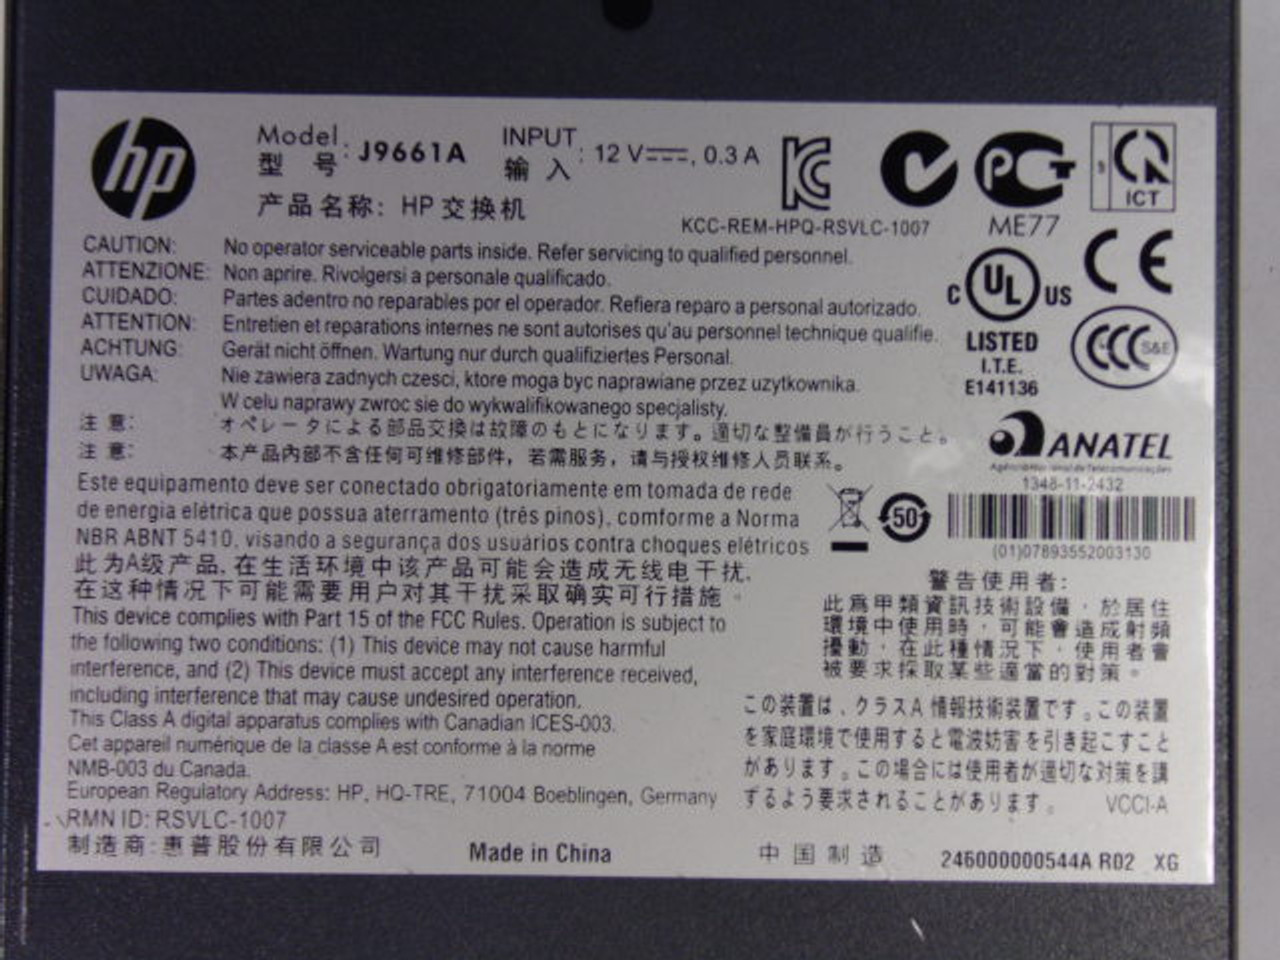 hp
Model 型号: J9661A
INPUT 输入: 12 V⎓, 0.3 A
产品名称: HP 交换机
KCC-REM-HPQ-RSVLC-1007
ME77
ICT
CAUTION: No operator serviceable parts inside. Refer servicing to qualified personnel.
ATTENZIONE: Non aprire. Rivolgersi a personale qualificado.
CUIDADO: Partes adentro no reparables por el operador. Refiera reparo a personal autorizado.
ATTENTION: Entretien et reparations internes ne sont autorises qu'au personnel technique qualifie.
ACHTUNG: Gerät nicht öffnen. Wartung nur durch qualifiziertes Personal.
UWAGA: Nie zawiera zadnych czesci, ktore moga byc naprawiane przez uzytkownika.
W celu naprawy zwroc sie do wykwalifikowanego specjalisty.
注意: オペレータによる部品交換は故障のもとになります。適切な整備員が行うこと。
注意: 本产品内部不含任何可维修部件，若需服务，请与授权维修人员联系。
C UL US
LISTED
I.T.E.
E141136
CE
CCC S&E
ANATEL
Agência Nacional de Telecomunicações
1348-11-2432
(01)07893552003130
50
Este equipamento deve ser conectado obrigatoriamente em tomada de rede
de energia elétrica que possua aterramento (três pinos), comforme a Norma
NBR ABNT 5410, visando a segurança dos usuários contra choques elétricos
此为A级产品,在生活环境中该产品可能会造成无线电干扰,
在这种情况下可能需要用户对其干扰采取确实可行措施。
This device complies with Part 15 of the FCC Rules. Operation is subject to
the following two conditions: (1) This device may not cause harmful
interference, and (2) This device must accept any interference received,
including interference that may cause undesired operation.
This Class A digital apparatus complies with Canadian ICES-003.
Cet appareil numérique de la classe A est conforme à la norme
NMB-003 du Canada.
European Regulatory Address: HP, HQ-TRE, 71004 Boeblingen, Germany
RMN ID: RSVLC-1007
制造商:惠普股份有限公司
Made in China
警告使用者:
此為甲類資訊技術設備，於居住
環境中使用時，可能會造成射頻
擾動，在此種情況下，使用者會
被要求採取某些適當的對策。
この装置は、クラスA 情報技術装置です。この装置
を家庭環境で使用すると電波妨害を引き起こすこと
があります。この場合には使用者が適切な対策を講
ずるよう要求されることがあります。 VCCI-A
中国制造
246000000544A R02 XG